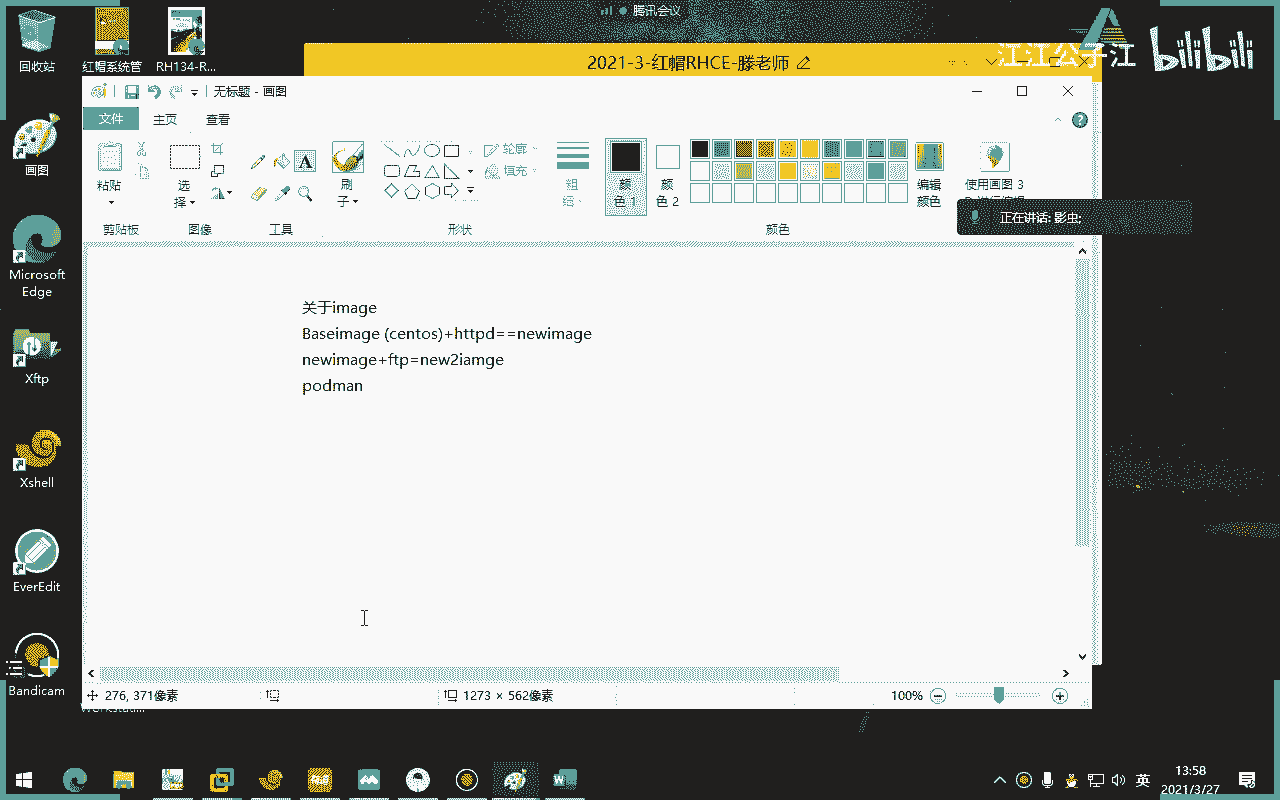 腾讯会议
江江公子江 bilibili
回收站
红帽系统管
RH134-R...
2021-3-红帽RHCE-滕老师
无标题 - 画图
文件 主页 查看
粘贴
选择
A
刷子
轮廓
填充
粗细
颜色 1
颜色 2
编辑颜色
使用画图 3
剪贴板 图像 工具 形状 颜色
正在讲话: 影虫;
画图
Microsoft Edge
Xftp
Xshell
EverEdit
Bandicam
关于image
Baseimage (centos)+httpd==newimage
newimage+ftp=new2iamge
podman
276, 371像素
1273 × 562像素
100%
英
13:58
2021/3/27